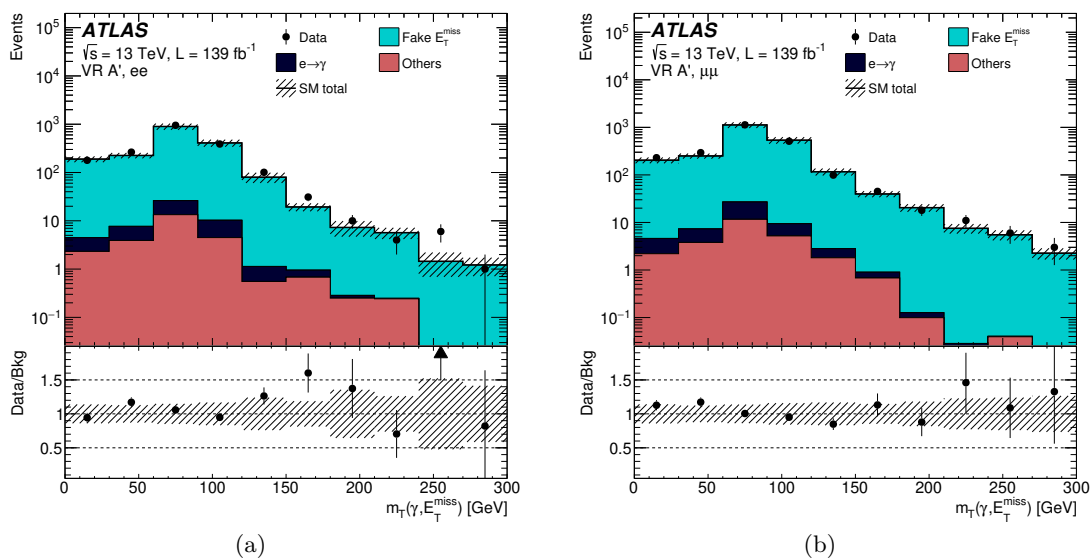 Events
ATLAS
√s = 13 TeV, L = 139 fb⁻¹
VR A', ee
Data
Fake E_T^miss
e→γ
Others
SM total
10⁵
10⁴
10³
10²
10
1
10⁻¹
Data/Bkg
1.5
1
0.5
0 50 100 150 200 250 300
m_T(γ,E_T^miss) [GeV]
(a)
Events
ATLAS
√s = 13 TeV, L = 139 fb⁻¹
VR A', μμ
Data
Fake E_T^miss
e→γ
Others
SM total
10⁵
10⁴
10³
10²
10
1
10⁻¹
Data/Bkg
1.5
1
0.5
0 50 100 150 200 250 300
m_T(γ,E_T^miss) [GeV]
(b)